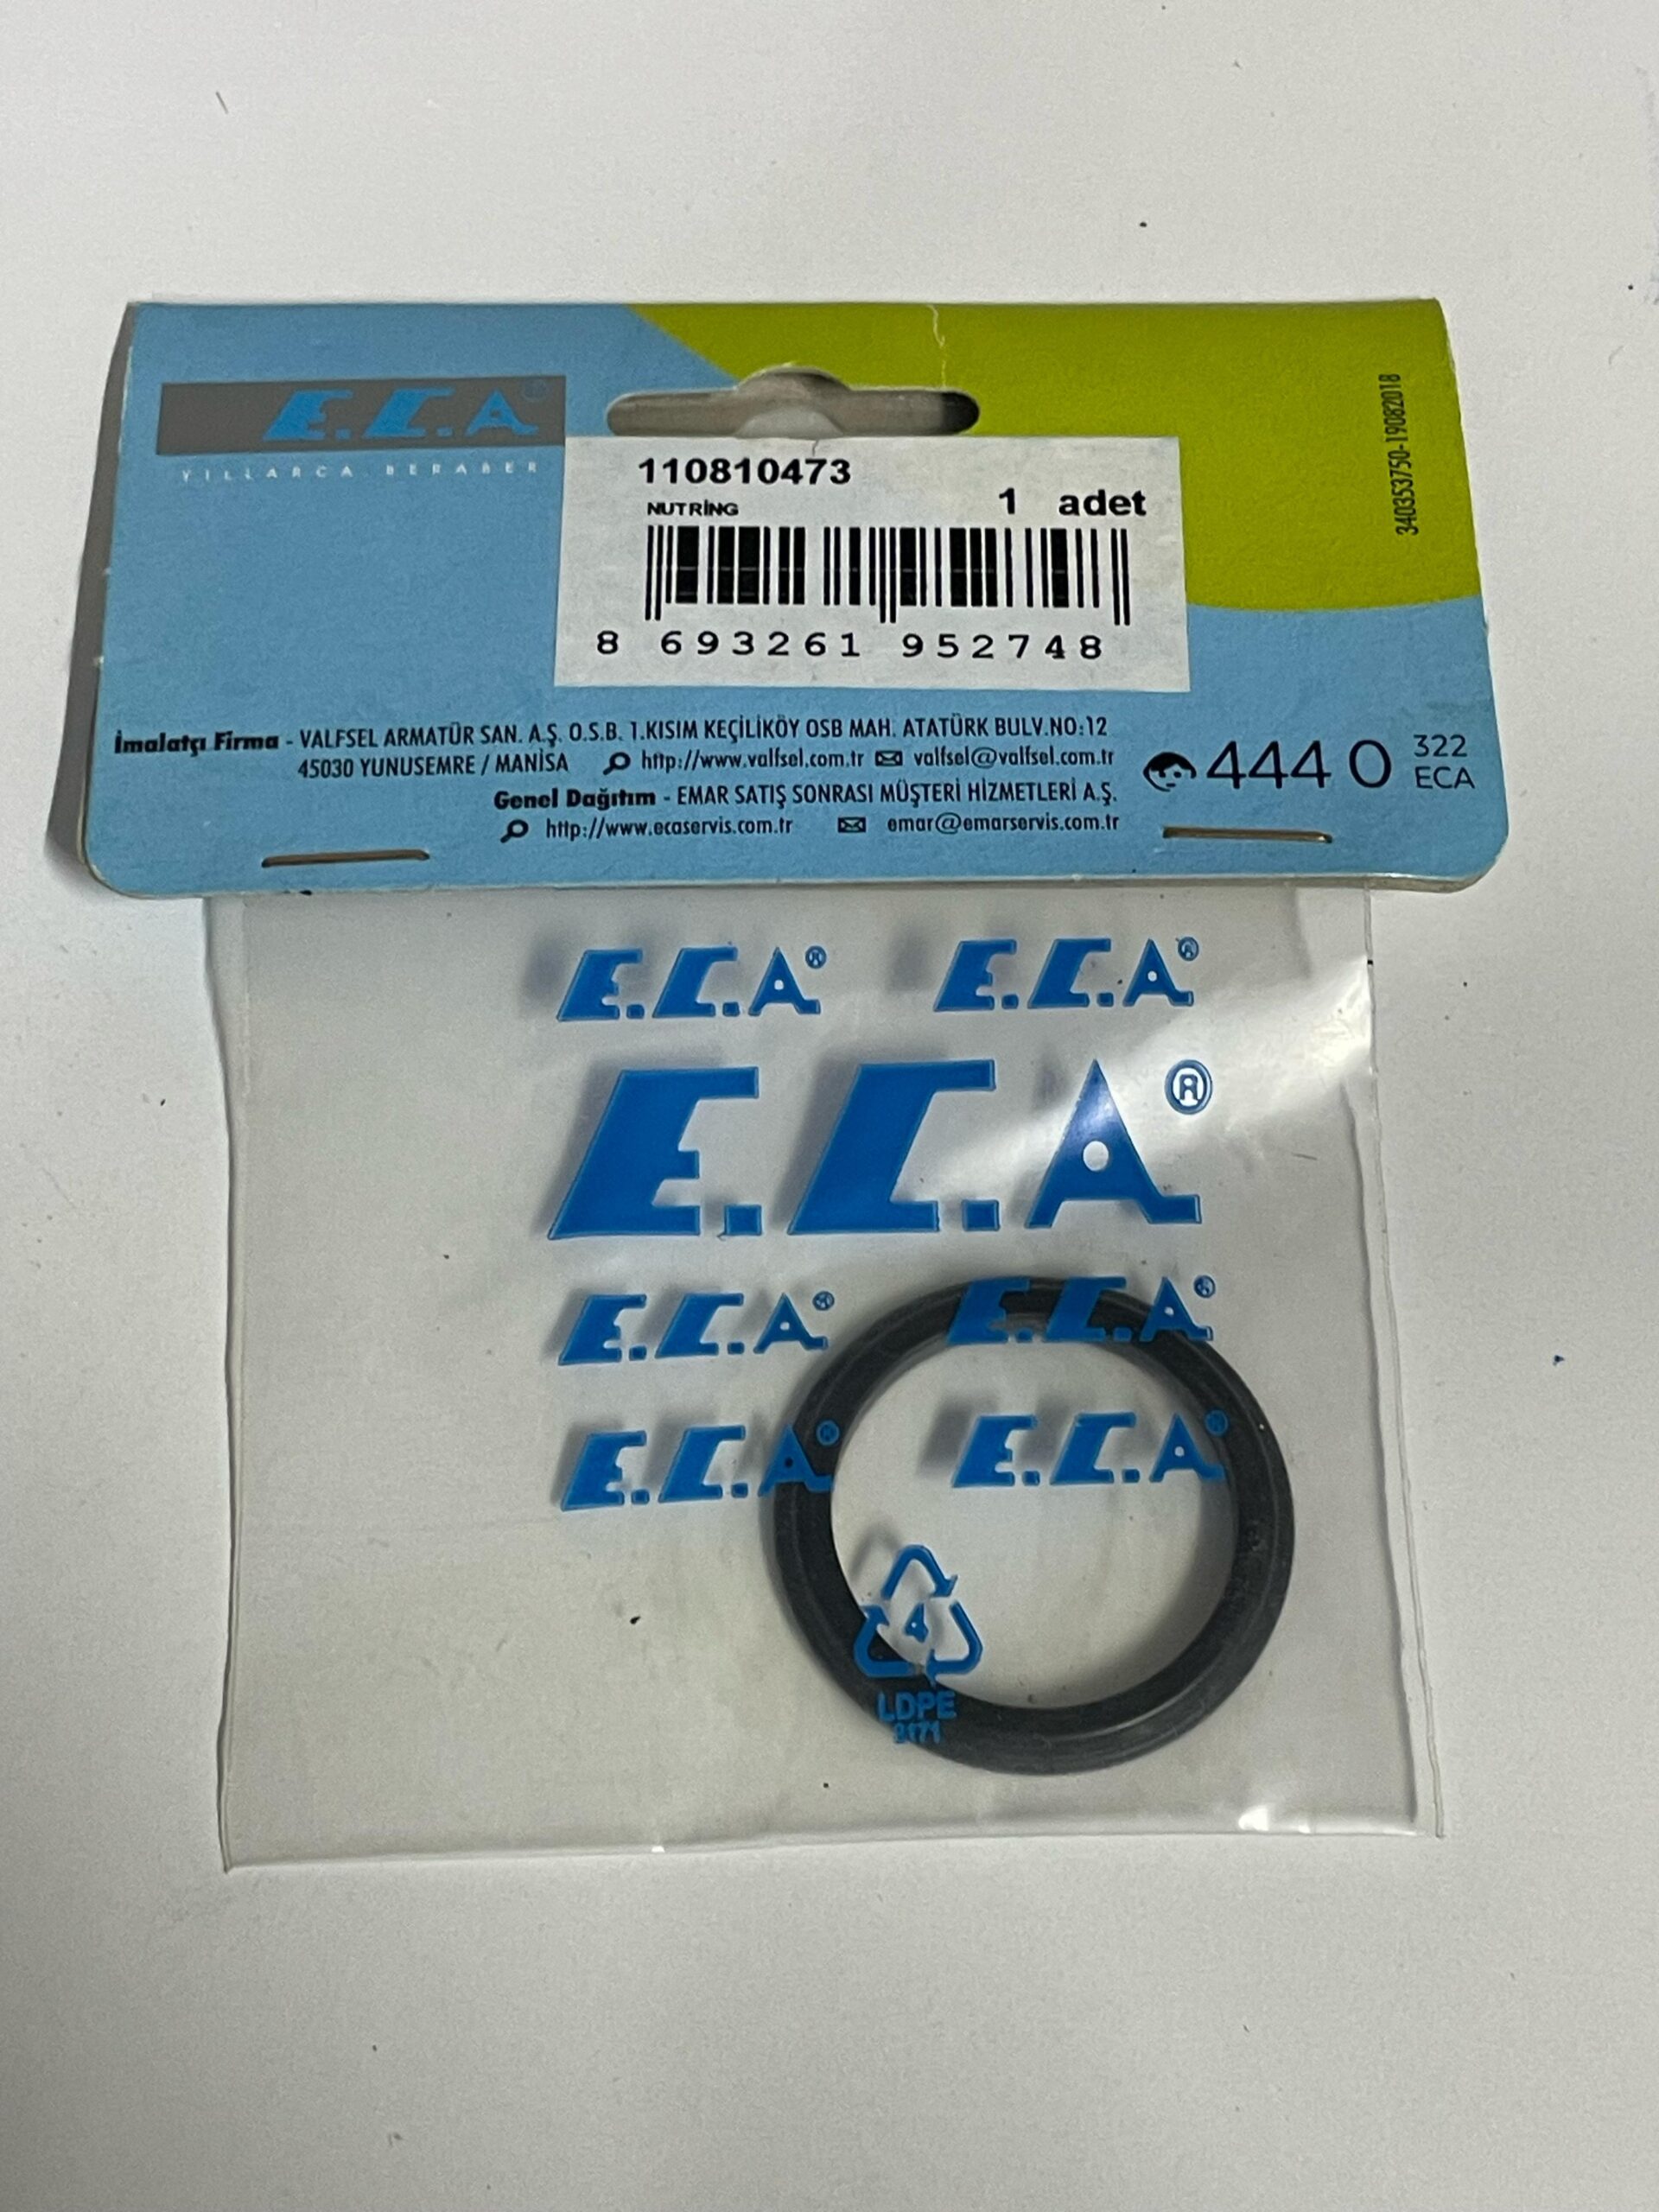 E.C.A®
YILLARCA BERABER
110810473
NUTRİNG
1 adet
8 693261 952748
340353750-19082018
İmalatçı Firma - VALFSEL ARMATÜR SAN. A.Ş. O.S.B. 1.KISIM KEÇİLİKÖY OSB MAH. ATATÜRK BULV.NO:12
45030 YUNUSEMRE / MANİSA http://www.valfsel.com.tr valfsel@valfsel.com.tr
Genel Dağıtım - EMAR SATIŞ SONRASI MÜŞTERİ HİZMETLERİ A.Ş.
http://www.ecaservis.com.tr emar@emarservis.com.tr
444 0 322
ECA
E.C.A® E.C.A®
E.C.A®
E.C.A® E.C.A®
E.C.A® E.C.A®
4
LDPE